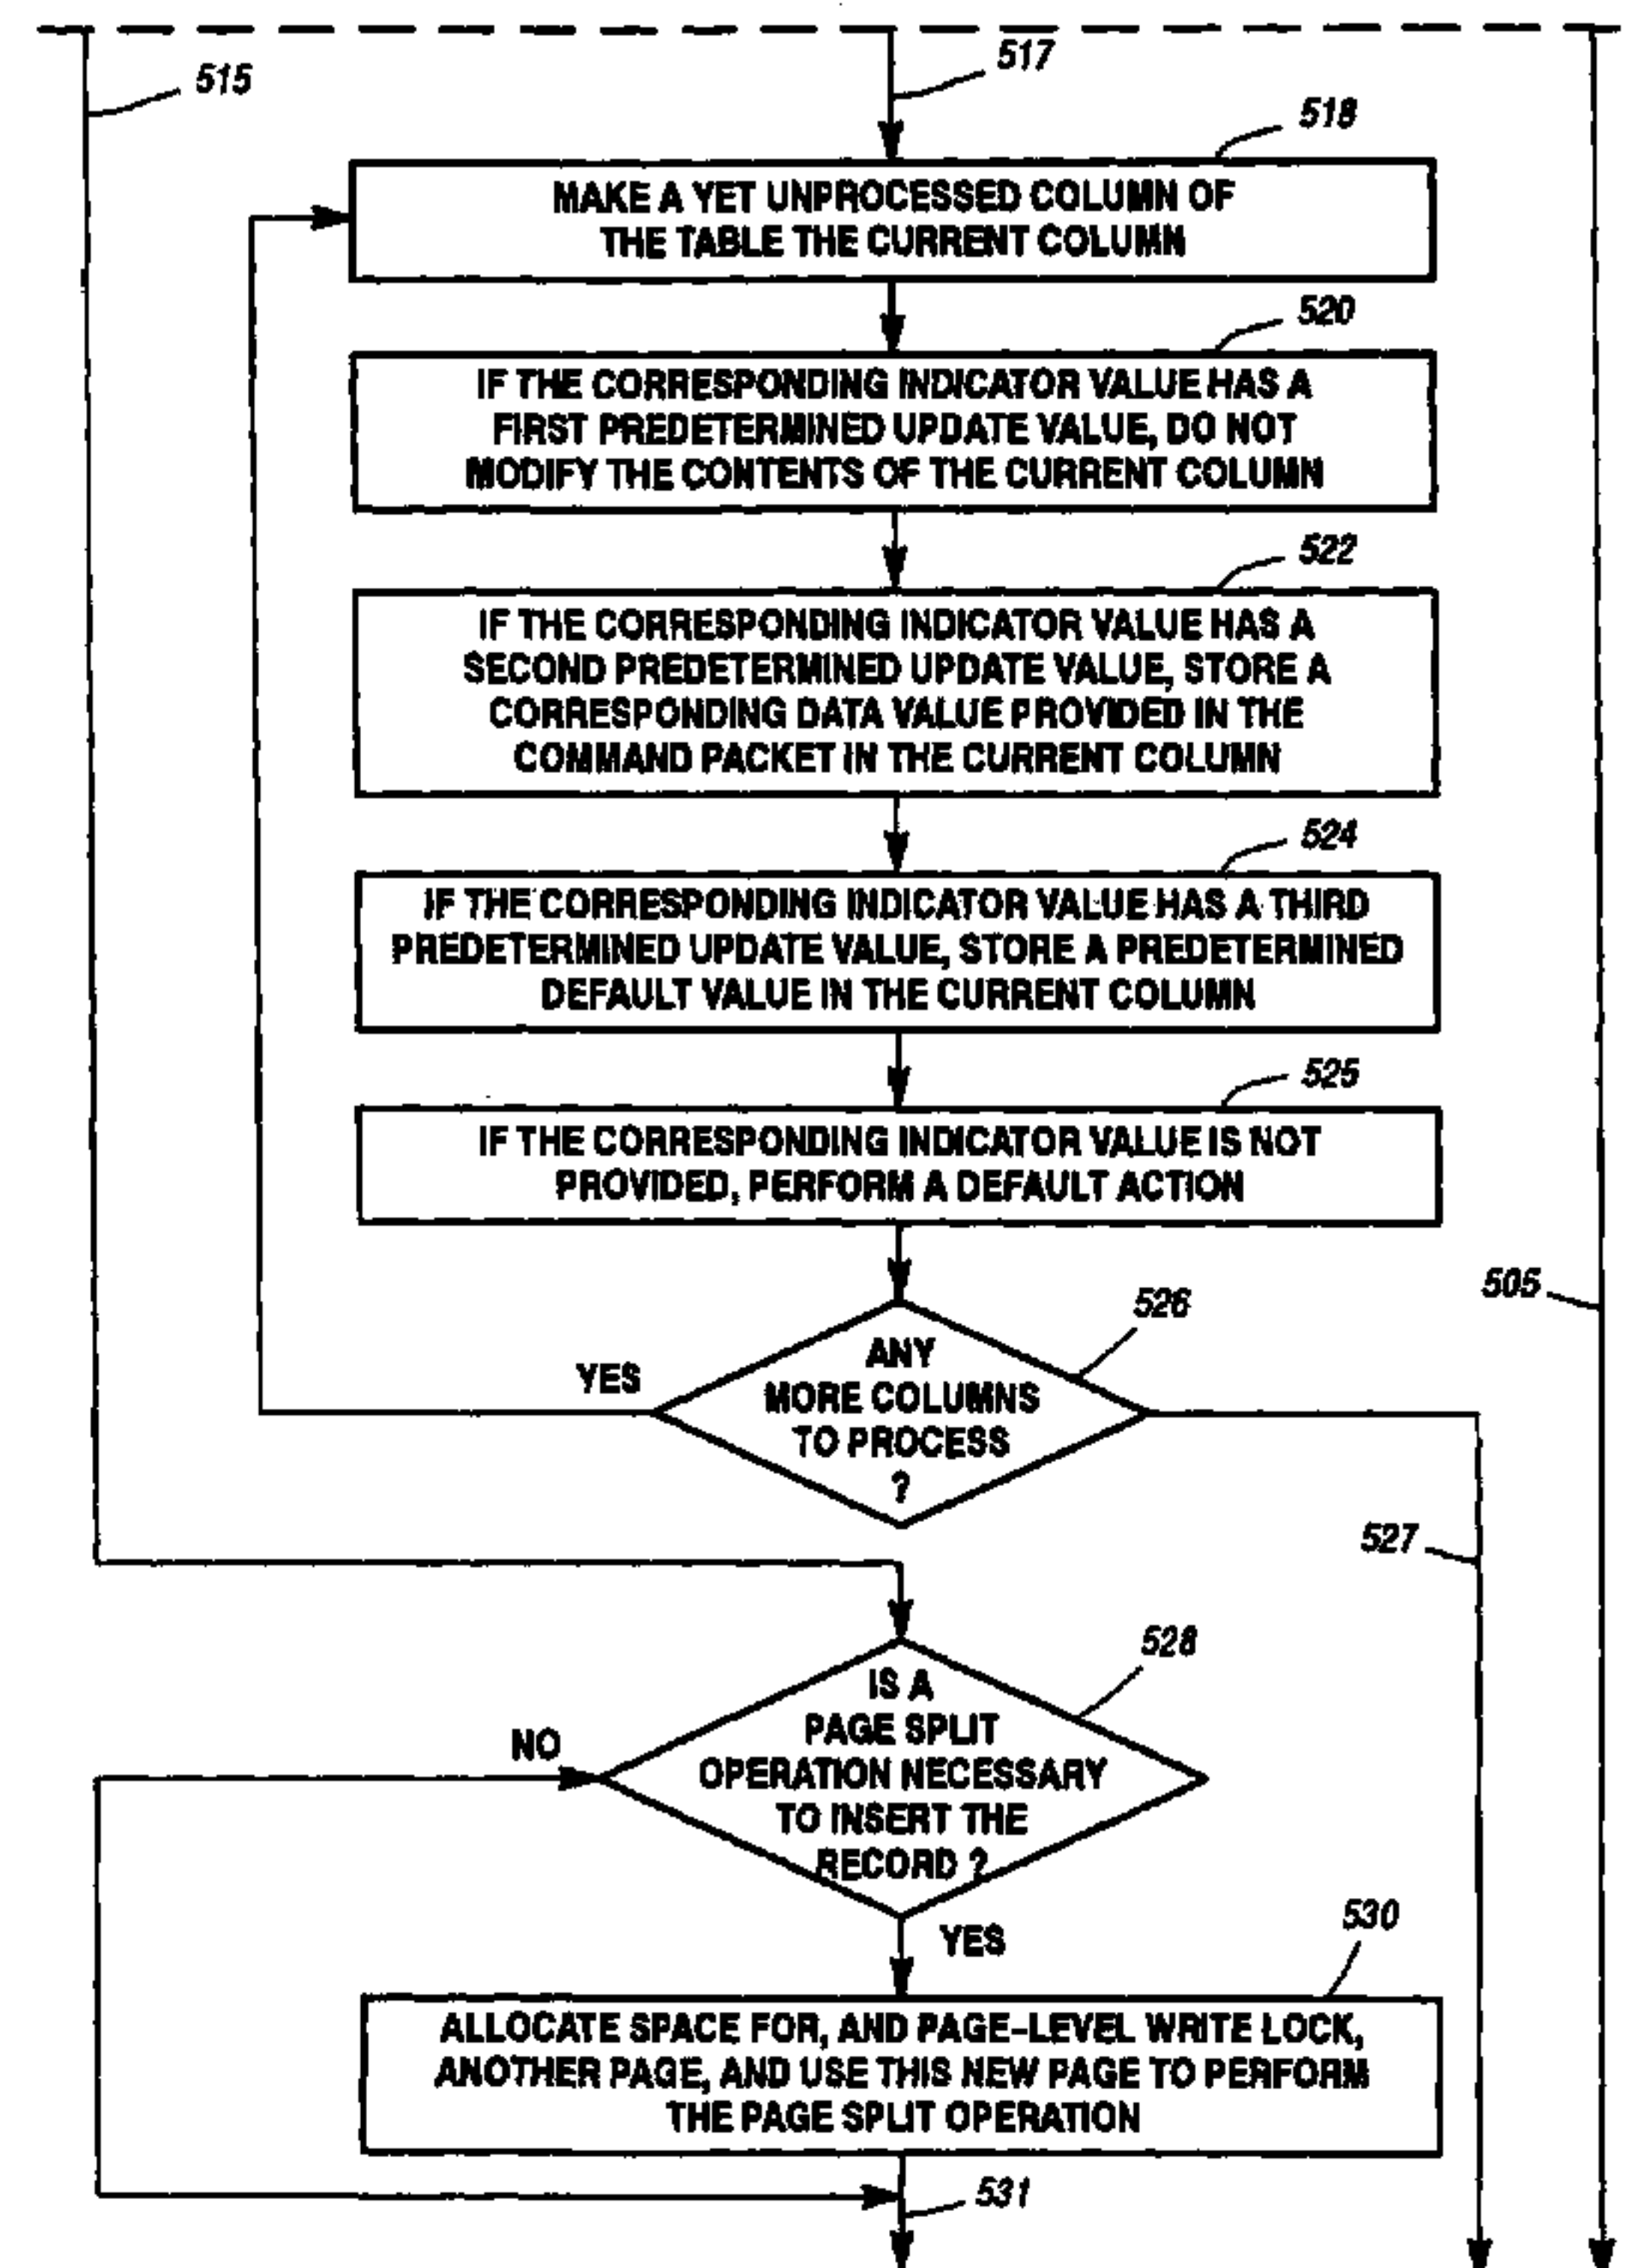 515
517
518
MAKE A YET UNPROCESSED COLUMN OF
THE TABLE THE CURRENT COLUMN
520
IF THE CORRESPONDING INDICATOR VALUE HAS A
FIRST PREDETERMINED UPDATE VALUE, DO NOT
MODIFY THE CONTENTS OF THE CURRENT COLUMN
522
IF THE CORRESPONDING INDICATOR VALUE HAS A
SECOND PREDETERMINED UPDATE VALUE, STORE A
CORRESPONDING DATA VALUE PROVIDED IN THE
COMMAND PACKET IN THE CURRENT COLUMN
524
IF THE CORRESPONDING INDICATOR VALUE HAS A THIRD
PREDETERMINED UPDATE VALUE, STORE A PREDETERMINED
DEFAULT VALUE IN THE CURRENT COLUMN
525
IF THE CORRESPONDING INDICATOR VALUE IS NOT
PROVIDED, PERFORM A DEFAULT ACTION
505
526
YES
ANY
MORE COLUMNS
TO PROCESS
?
527
528
NO
IS A
PAGE SPLIT
OPERATION NECESSARY
TO INSERT THE
RECORD ?
YES
530
ALLOCATE SPACE FOR, AND PAGE-LEVEL WRITE LOCK,
ANOTHER PAGE, AND USE THIS NEW PAGE TO PERFORM
THE PAGE SPLIT OPERATION
531